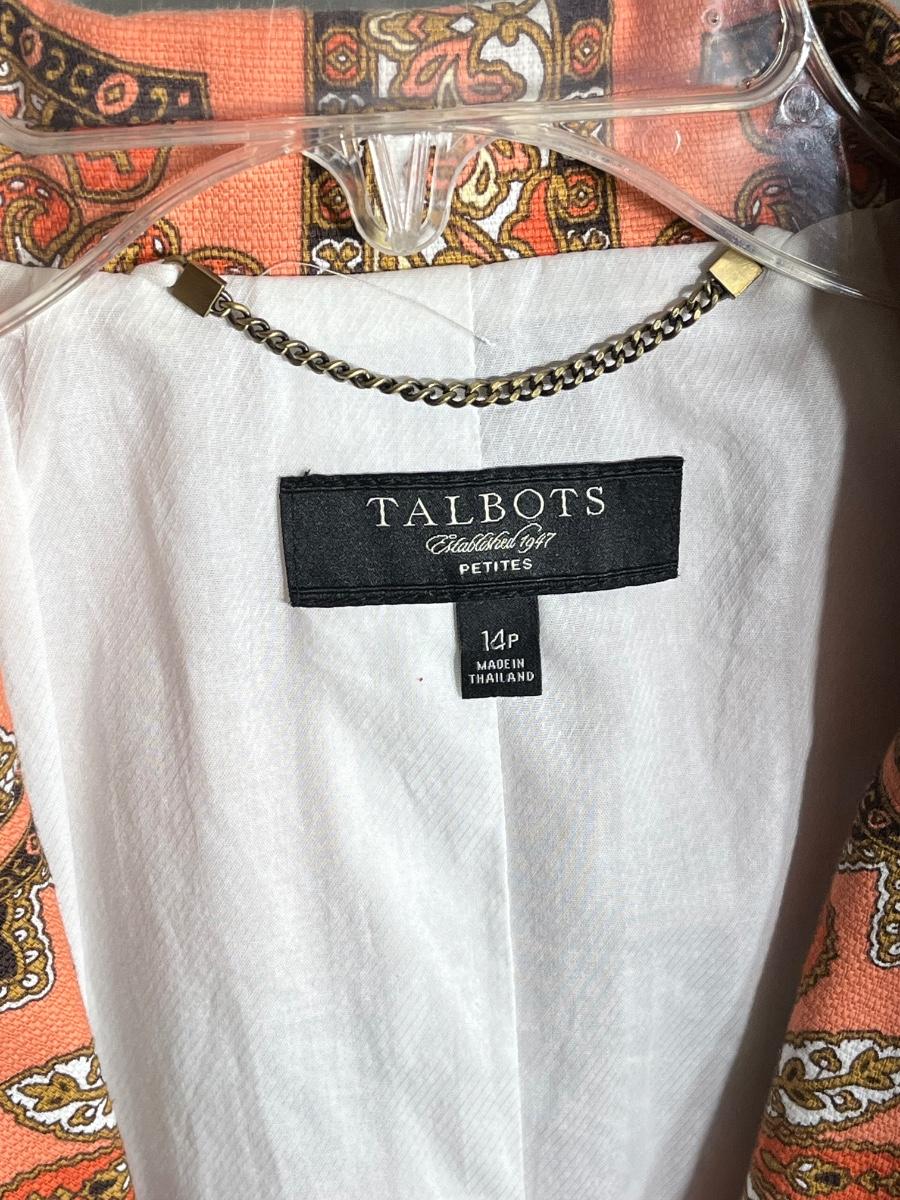 TALBOTS
Established 1947
PETITES
14P
MADE IN
THAILAND